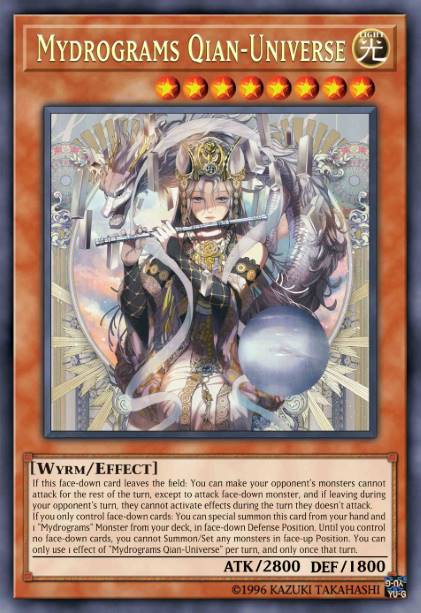 MYDROGRAMS QIAN-UNIVERSE
LIGHT
光
[WYRM/EFFECT]
If this face-down card leaves the field: You can make your opponent's monsters cannot
attack for the rest of the turn, except to attack face-down monster, and if leaving during
your opponent's turn, they cannot activate effects during the turn they doesn't attack.
If you only control face-down cards: You can special summon this card from your hand and
1 "Mydrograms" Monster from your deck, in face-down Defense Position. Until you control
no face-down cards, you cannot Summon/Set any monsters in face-up Position. You can
only use 1 effect of "Mydrograms Qian-Universe" per turn, and only once that turn.
ATK/2800 DEF/1800
©1996 KAZUKI TAKAHASHI